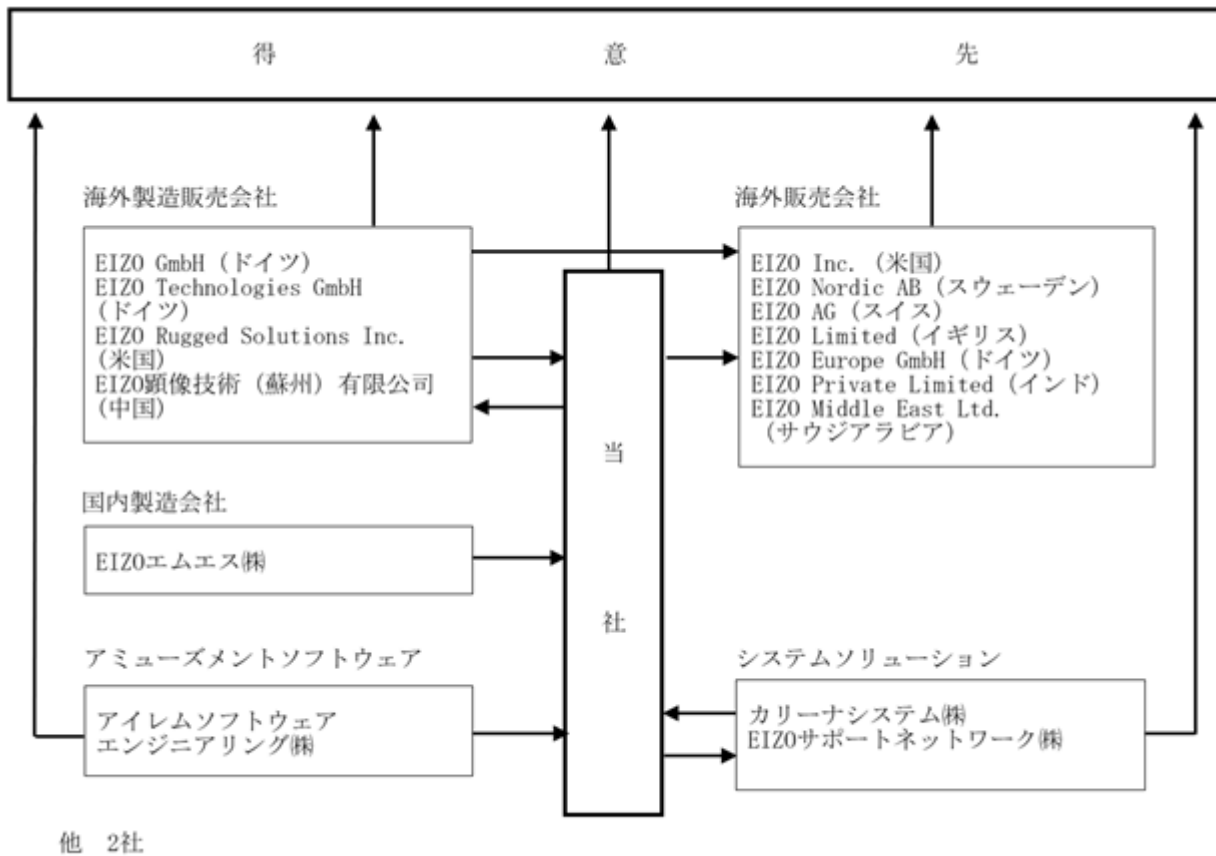 得 意 先
海外製造販売会社
EIZO GmbH（ドイツ）
EIZO Technologies GmbH
（ドイツ）
EIZO Rugged Solutions Inc.
（米国）
EIZO顕像技術（蘇州）有限公司
（中国）
海外販売会社
EIZO Inc.（米国）
EIZO Nordic AB（スウェーデン）
EIZO AG（スイス）
EIZO Limited（イギリス）
EIZO Europe GmbH（ドイツ）
EIZO Private Limited（インド）
EIZO Middle East Ltd.
（サウジアラビア）
当
社
国内製造会社
EIZOエムエス㈱
アミューズメントソフトウェア
アイレムソフトウェア
エンジニアリング㈱
システムソリューション
カリーナシステム㈱
EIZOサポートネットワーク㈱
他　2社